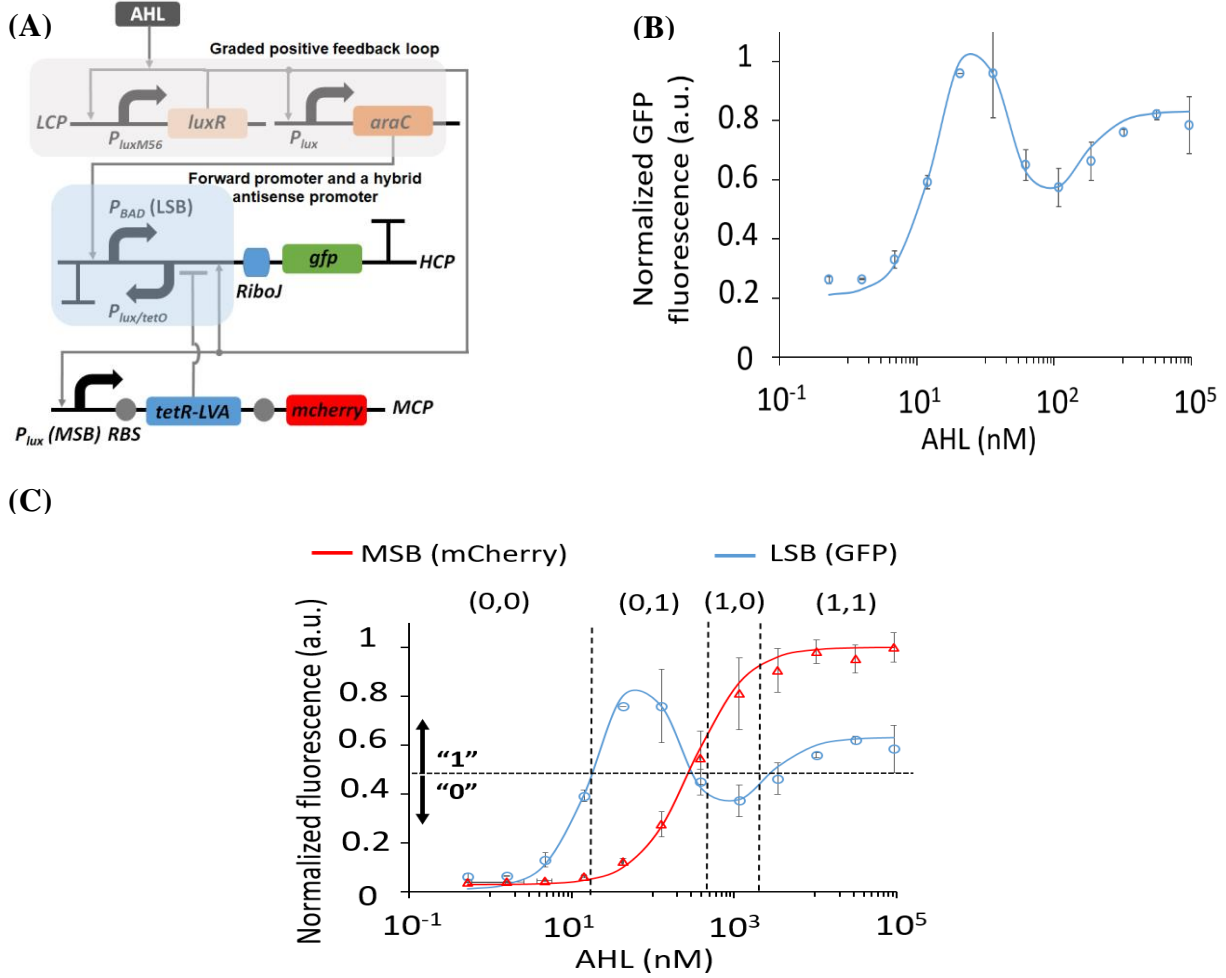 (A)
AHL
Graded positive feedback loop
LCP
PluxM56
luxR
Plux
araC
Forward promoter and a hybrid
antisense promoter
PBAD (LSB)
Plux/tetO
RiboJ
gfp
HCP
tetR-LVA
mcherry
MCP
Plux (MSB) RBS
(B)
Normalized GFP
fluorescence (a.u.)
1
0.8
0.6
0.4
0.2
0
10-1
101
102
105
AHL (nM)
(C)
MSB (mCherry)
LSB (GFP)
(0,0)
(0,1)
(1,0)
(1,1)
Normalized fluorescence (a.u.)
1
0.8
0.6
0.4
0.2
0
"1"
"0"
10-1
101
103
105
AHL (nM)